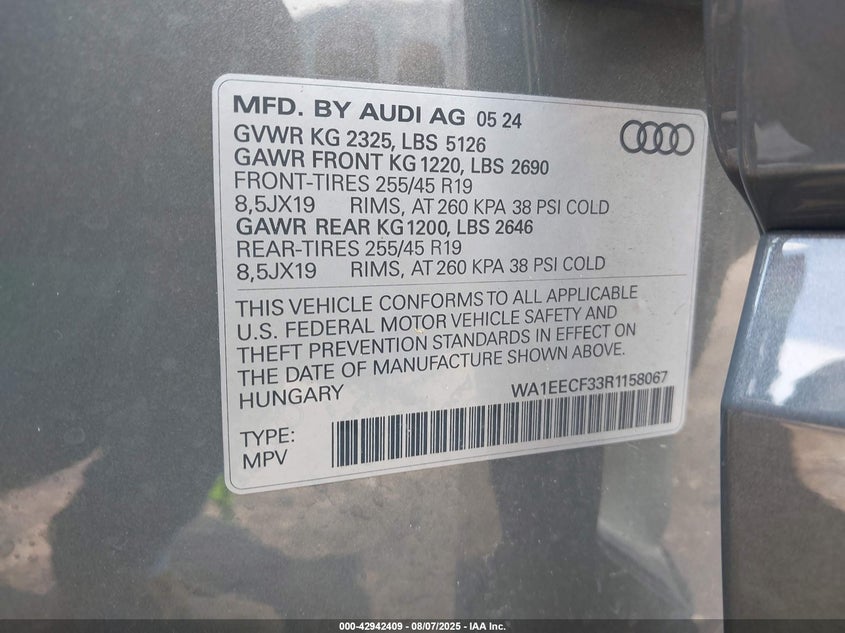 MFD. BY AUDI AG 05 24
GVWR KG 2325, LBS 5126
GAWR FRONT KG 1220, LBS 2690
FRONT-TIRES 255/45 R19
8,5JX19 RIMS, AT 260 KPA 38 PSI COLD
GAWR REAR KG 1200, LBS 2646
REAR-TIRES 255/45 R19
8,5JX19 RIMS, AT 260 KPA 38 PSI COLD
THIS VEHICLE CONFORMS TO ALL APPLICABLE
U.S. FEDERAL MOTOR VEHICLE SAFETY AND
THEFT PREVENTION STANDARDS IN EFFECT ON
THE DATE OF MANUFACTURE SHOWN ABOVE.
HUNGARY WA1EECF33R1158067
TYPE:
MPV
000-42942409 - 08/07/2025 - IAA Inc.